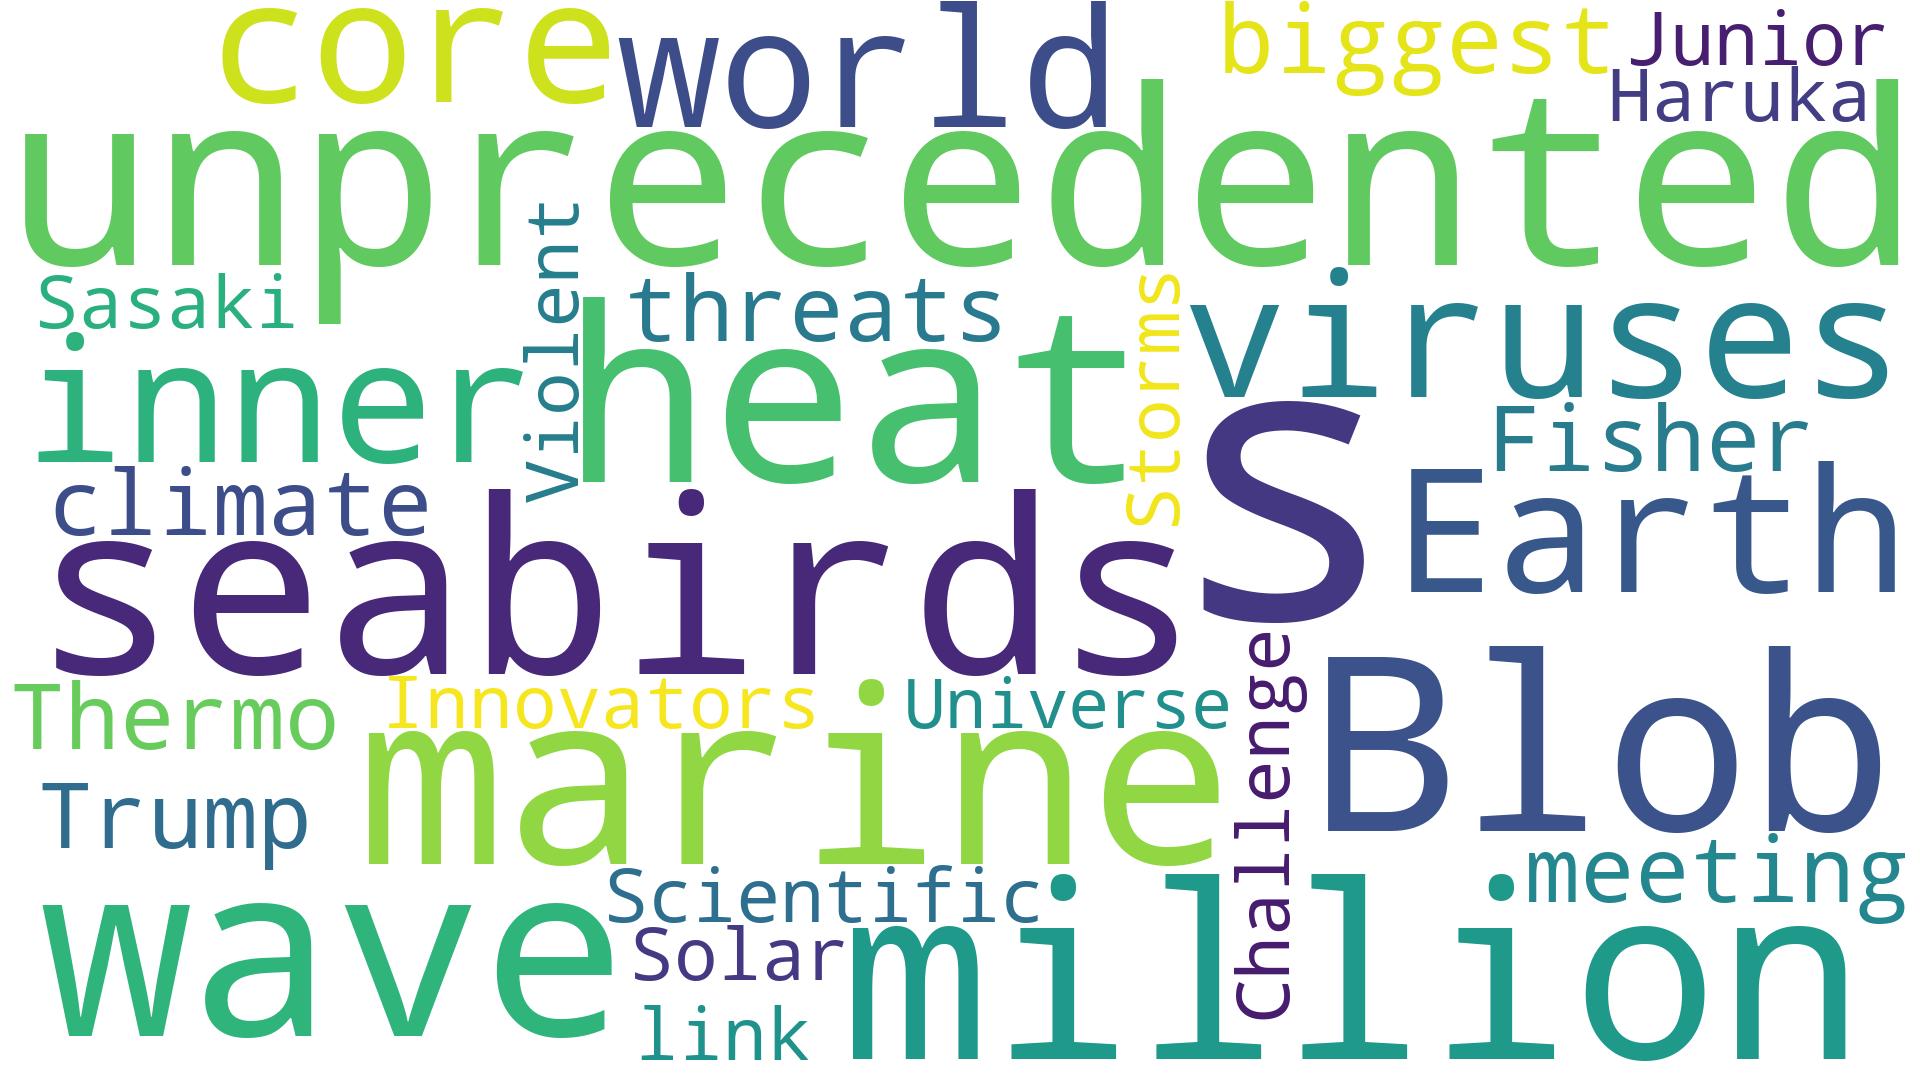 core world biggest Junior
Haruka
unprecedented
Violent
Sasaki threats Storms viruses
inner heat
S Fisher
climate Earth
seabirds
Thermo Innovators Universe Challenge Blob
marine
Trump
meeting
wave Scientific million
Solar
link